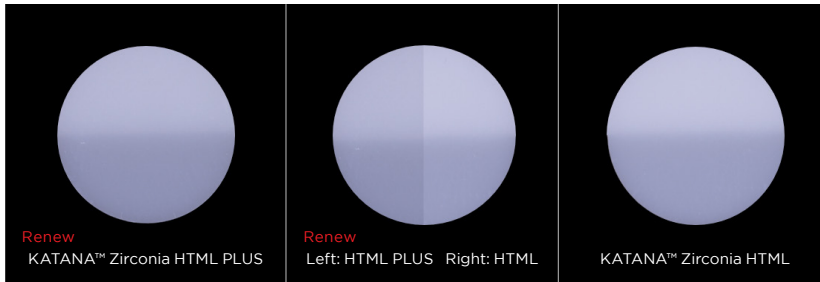 Renew
KATANA™ Zirconia HTML PLUS
Renew
Left: HTML PLUS Right: HTML
KATANA™ Zirconia HTML